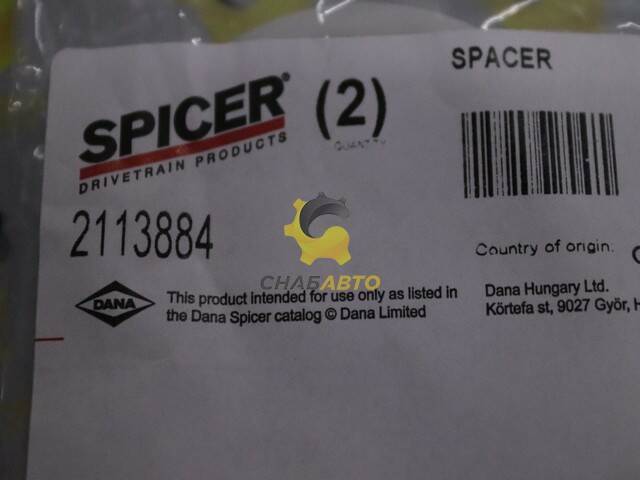 SPACER
SPICER®
DRIVETRAIN PRODUCTS
(2)
QUANTITY
2113884
СНАБАВТО
Country of origin:
DANA
This product intended for use only as listed in
the Dana Spicer catalog © Dana Limited
Dana Hungary Ltd.
Körtefa st, 9027 Győr, H